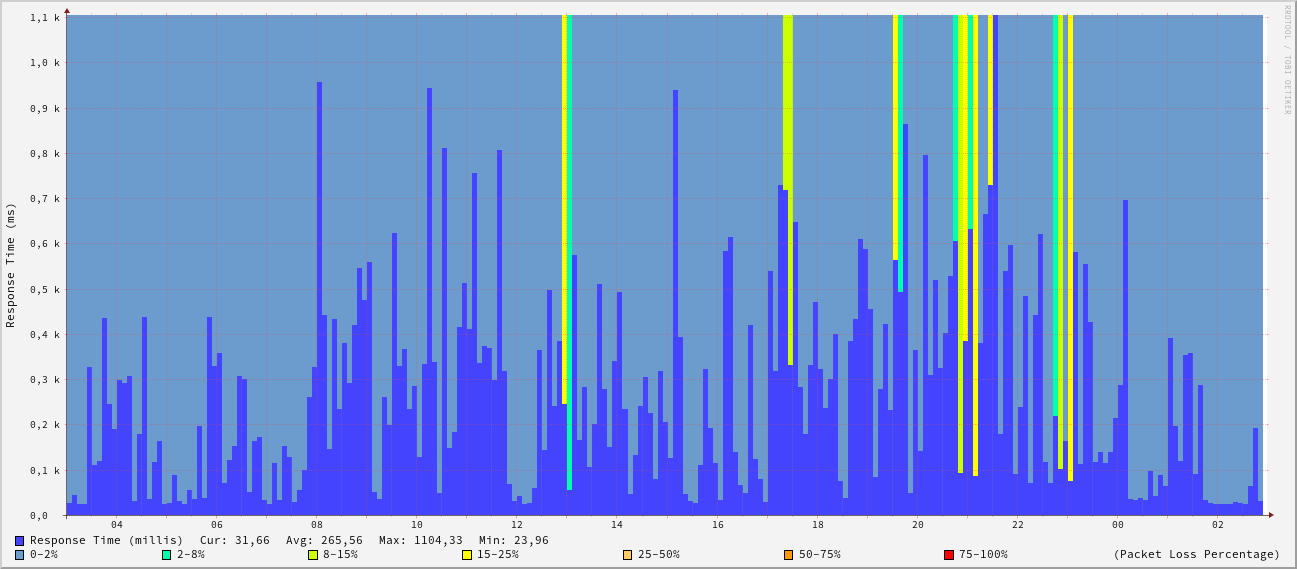 RRDTOOL / TOBI OETIKER
Response Time (ms)
1,1 k
1,0 k
0,9 k
0,8 k
0,7 k
0,6 k
0,5 k
0,4 k
0,3 k
0,2 k
0,1 k
0,0
04 06 08 10 12 14 16 18 20 22 00 02
Response Time (millis) Cur: 31,66 Avg: 265,56 Max: 1104,33 Min: 23,96
0-2% 2-8% 8-15% 15-25% 25-50% 50-75% 75-100% (Packet Loss Percentage)